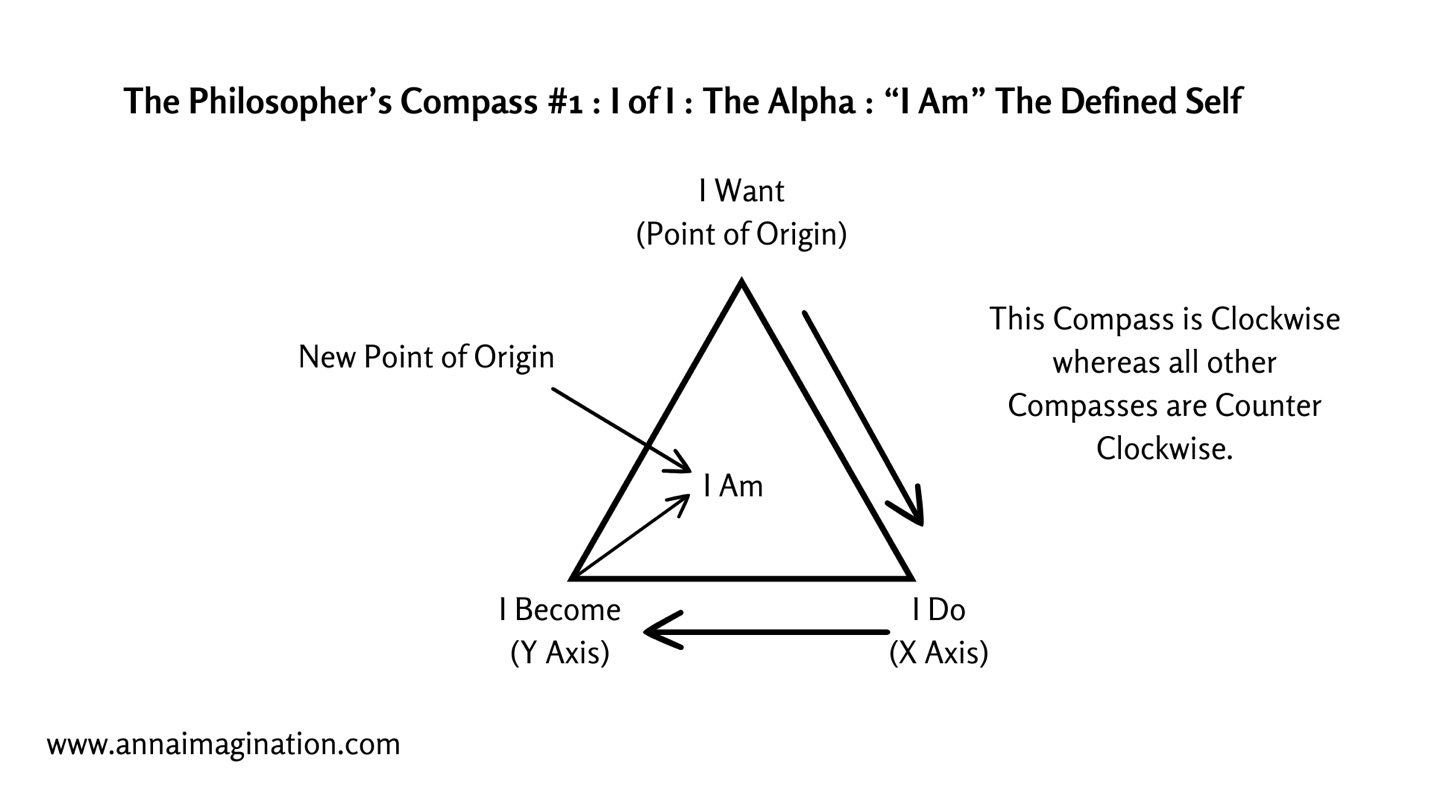 The Philosopher’s Compass #1 : I of I : The Alpha : “I Am” The Defined Self
I Want
(Point of Origin)
This Compass is Clockwise
whereas all other
Compasses are Counter
Clockwise.
New Point of Origin
I Am
I Become
(Y Axis)
I Do
(X Axis)
www.annaimagination.com